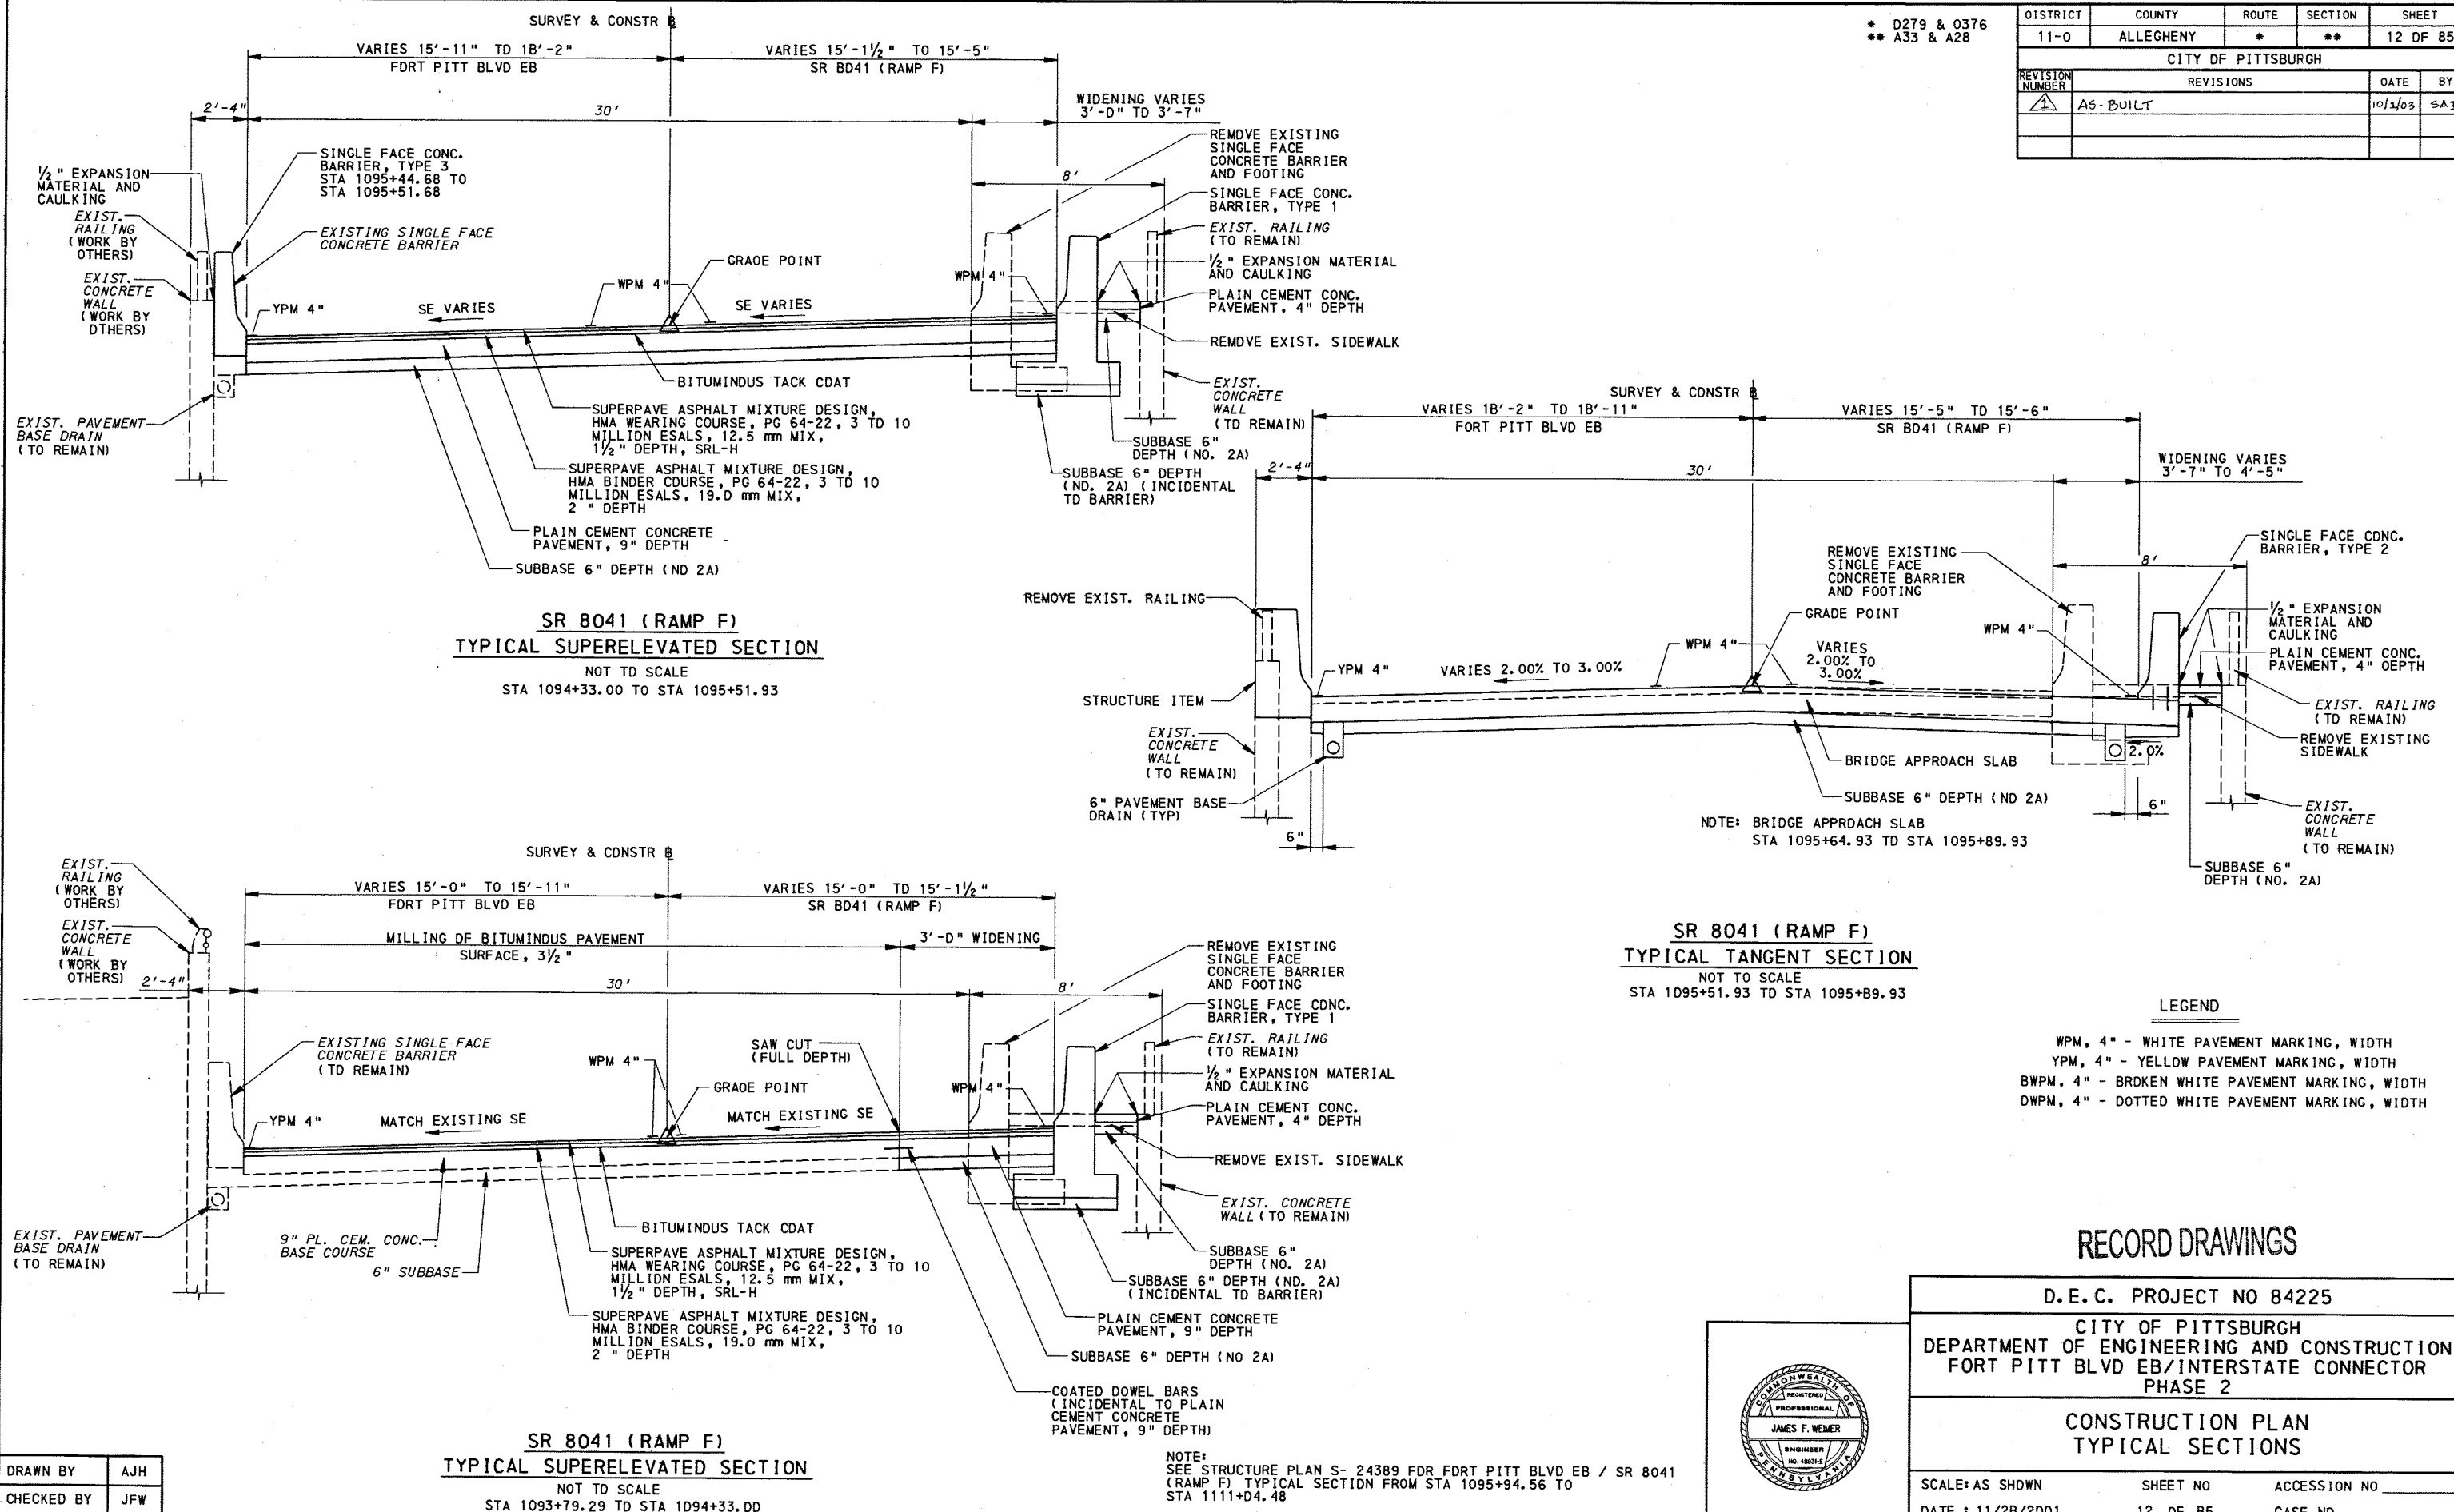 * D279 & 0376
** A33 & A28
DISTRICT COUNTY ROUTE SECTION SHEET
11-0 ALLEGHENY * ** 12 OF 85
CITY OF PITTSBURGH
REVISION NUMBER REVISIONS DATE BY
1 AS-BUILT 10/2/03
SURVEY & CONSTR B
VARIES 15'-11" TO 18'-2"
FORT PITT BLVD EB
VARIES 15'-1½" TO 15'-5"
SR 8041 (RAMP F)
2'-4"
30'
WIDENING VARIES
3'-0" TO 3'-7"
8'
½" EXPANSION
MATERIAL AND
CAULKING
EXIST.
RAILING
(WORK BY
OTHERS)
EXIST.
CONCRETE
WALL
(WORK BY
OTHERS)
SINGLE FACE CONC.
BARRIER, TYPE 3
STA 1095+44.68 TO
STA 1095+51.68
EXISTING SINGLE FACE
CONCRETE BARRIER
YPM 4"
SE VARIES
WPM 4"
GRADE POINT
SE VARIES
WPM 4"
REMOVE EXISTING
SINGLE FACE
CONCRETE BARRIER
AND FOOTING
SINGLE FACE CONC.
BARRIER, TYPE 1
EXIST. RAILING
(TO REMAIN)
½" EXPANSION MATERIAL
AND CAULKING
PLAIN CEMENT CONC.
PAVEMENT, 4" DEPTH
REMOVE EXIST. SIDEWALK
EXIST.
CONCRETE
WALL
(TO REMAIN)
SUBBASE 6"
DEPTH (NO. 2A)
SUBBASE 6" DEPTH
(NO. 2A) (INCIDENTAL
TO BARRIER)
EXIST. PAVEMENT
BASE DRAIN
(TO REMAIN)
BITUMINOUS TACK COAT
SUPERPAVE ASPHALT MIXTURE DESIGN,
HMA WEARING COURSE, PG 64-22, 3 TO 10
MILLION ESALS, 12.5 mm MIX,
1½" DEPTH, SRL-H
SUPERPAVE ASPHALT MIXTURE DESIGN,
HMA BINDER COURSE, PG 64-22, 3 TO 10
MILLION ESALS, 19.0 mm MIX,
2 " DEPTH
PLAIN CEMENT CONCRETE
PAVEMENT, 9" DEPTH
SUBBASE 6" DEPTH (NO 2A)
SR 8041 (RAMP F)
TYPICAL SUPERELEVATED SECTION
NOT TO SCALE
STA 1094+33.00 TO STA 1095+51.93
SURVEY & CONSTR B
VARIES 18'-2" TO 18'-11"
FORT PITT BLVD EB
VARIES 15'-5" TO 15'-6"
SR 8041 (RAMP F)
2'-4"
30'
WIDENING VARIES
3'-7" TO 4'-5"
8'
REMOVE EXIST. RAILING
STRUCTURE ITEM
EXIST.
CONCRETE
WALL
(TO REMAIN)
6" PAVEMENT BASE
DRAIN (TYP)
6"
YPM 4"
VARIES 2.00% TO 3.00%
WPM 4"
GRADE POINT
VARIES
2.00% TO
3.00%
REMOVE EXISTING
SINGLE FACE
CONCRETE BARRIER
AND FOOTING
WPM 4"
SINGLE FACE CONC.
BARRIER, TYPE 2
½" EXPANSION
MATERIAL AND
CAULKING
PLAIN CEMENT CONC.
PAVEMENT, 4" DEPTH
EXIST. RAILING
(TO REMAIN)
REMOVE EXISTING
SIDEWALK
2.0%
6"
EXIST.
CONCRETE
WALL
(TO REMAIN)
SUBBASE 6"
DEPTH (NO. 2A)
BRIDGE APPROACH SLAB
SUBBASE 6" DEPTH (NO 2A)
NOTE: BRIDGE APPROACH SLAB
STA 1095+64.93 TO STA 1095+89.93
SR 8041 (RAMP F)
TYPICAL TANGENT SECTION
NOT TO SCALE
STA 1095+51.93 TO STA 1095+89.93
LEGEND
WPM, 4" - WHITE PAVEMENT MARKING, WIDTH
YPM, 4" - YELLOW PAVEMENT MARKING, WIDTH
BWPM, 4" - BROKEN WHITE PAVEMENT MARKING, WIDTH
DWPM, 4" - DOTTED WHITE PAVEMENT MARKING, WIDTH
SURVEY & CONSTR B
VARIES 15'-0" TO 15'-11"
FORT PITT BLVD EB
VARIES 15'-0" TO 15'-1½"
SR 8041 (RAMP F)
MILLING OF BITUMINOUS PAVEMENT
SURFACE, 3½"
3'-0" WIDENING
2'-4"
30'
8'
EXIST.
RAILING
(WORK BY
OTHERS)
EXIST.
CONCRETE
WALL
(WORK BY
OTHERS)
EXISTING SINGLE FACE
CONCRETE BARRIER
(TO REMAIN)
YPM 4"
MATCH EXISTING SE
WPM 4"
GRADE POINT
MATCH EXISTING SE
SAW CUT
(FULL DEPTH)
WPM 4"
REMOVE EXISTING
SINGLE FACE
CONCRETE BARRIER
AND FOOTING
SINGLE FACE CONC.
BARRIER, TYPE 1
EXIST. RAILING
(TO REMAIN)
½" EXPANSION MATERIAL
AND CAULKING
PLAIN CEMENT CONC.
PAVEMENT, 4" DEPTH
REMOVE EXIST. SIDEWALK
EXIST. CONCRETE
WALL (TO REMAIN)
SUBBASE 6"
DEPTH (NO. 2A)
SUBBASE 6" DEPTH (NO. 2A)
(INCIDENTAL TO BARRIER)
PLAIN CEMENT CONCRETE
PAVEMENT, 9" DEPTH
SUBBASE 6" DEPTH (NO 2A)
COATED DOWEL BARS
(INCIDENTAL TO PLAIN
CEMENT CONCRETE
PAVEMENT, 9" DEPTH)
EXIST. PAVEMENT
BASE DRAIN
(TO REMAIN)
9" PL. CEM. CONC.
BASE COURSE
6" SUBBASE
BITUMINOUS TACK COAT
SUPERPAVE ASPHALT MIXTURE DESIGN,
HMA WEARING COURSE, PG 64-22, 3 TO 10
MILLION ESALS, 12.5 mm MIX,
1½" DEPTH, SRL-H
SUPERPAVE ASPHALT MIXTURE DESIGN,
HMA BINDER COURSE, PG 64-22, 3 TO 10
MILLION ESALS, 19.0 mm MIX,
2 " DEPTH
SR 8041 (RAMP F)
TYPICAL SUPERELEVATED SECTION
NOT TO SCALE
STA 1093+79.29 TO STA 1094+33.00
NOTE:
SEE STRUCTURE PLAN S- 24389 FOR FORT PITT BLVD EB / SR 8041
(RAMP F) TYPICAL SECTION FROM STA 1095+94.56 TO
STA 1111+04.48
DRAWN BY AJH
CHECKED BY JFW
COMMONWEALTH OF
REGISTERED
PROFESSIONAL
JAMES F. WEIMER
ENGINEER
NO. 48931-E
PENNSYLVANIA
RECORD DRAWINGS
D.E.C. PROJECT NO 84225
CITY OF PITTSBURGH
DEPARTMENT OF ENGINEERING AND CONSTRUCTION
FORT PITT BLVD EB/INTERSTATE CONNECTOR
PHASE 2
CONSTRUCTION PLAN
TYPICAL SECTIONS
SCALE: AS SHOWN SHEET NO ACCESSION NO
DATE : 11/28/2001 12 OF 85 CASE NO